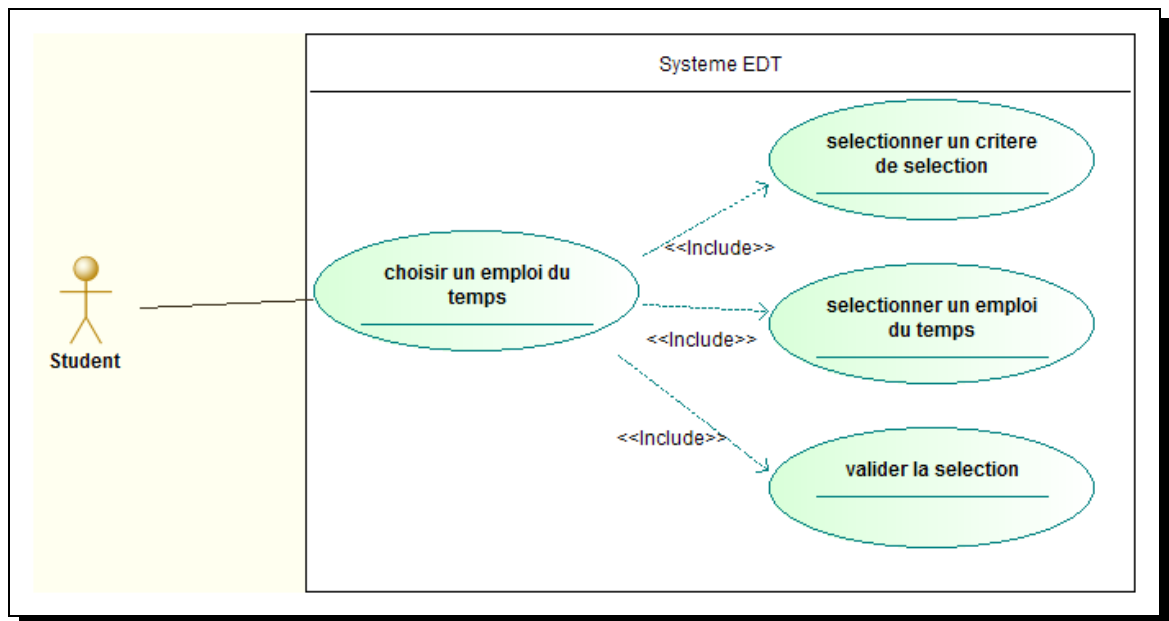 Systeme EDT
selectionner un critere
de selection
<<Include>>
choisir un emploi du
temps
selectionner un emploi
du temps
<<Include>>
Student
<<Include>>
valider la selection